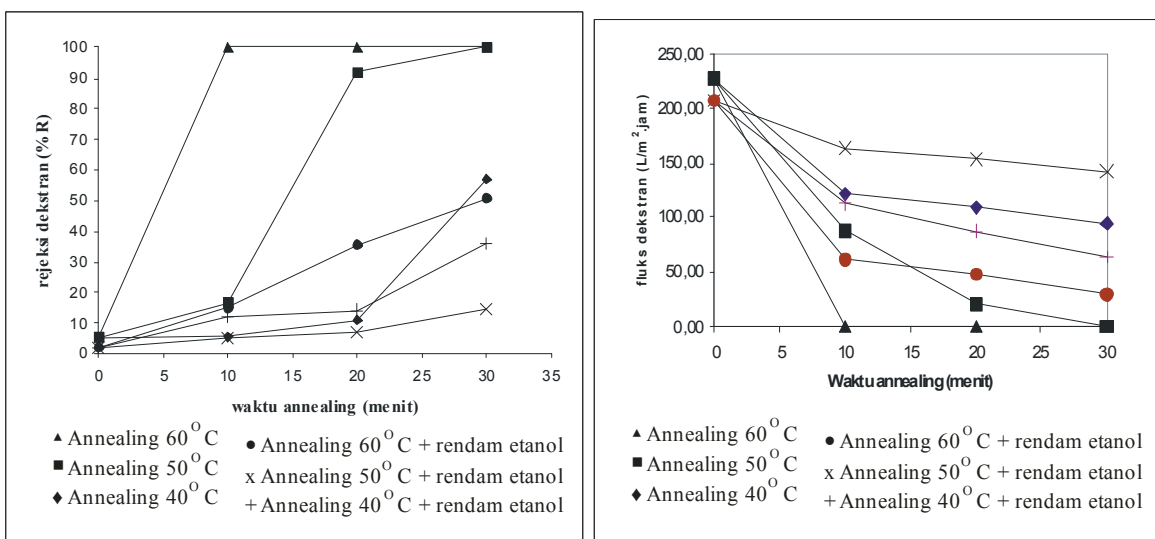 100
90
80
70
60
50
40
30
20
10
0
rejeksi dekstran (% R)
0 5 10 15 20 25 30 35
waktu annealing (menit)
▲ Annealing 60°C
■ Annealing 50°C
◆ Annealing 40°C
● Annealing 60°C + rendam etanol
x Annealing 50°C + rendam etanol
+ Annealing 40°C + rendam etanol
250,00
200,00
150,00
100,00
50,00
0,00
fluks dekstran (L/m².jam)
0 5 10 15 20 25 30
Waktu annealing (menit)
▲ Annealing 60°C
■ Annealing 50°C
◆ Annealing 40°C
● Annealing 60°C + rendam etanol
x Annealing 50°C + rendam etanol
+ Annealing 40°C + rendam etanol